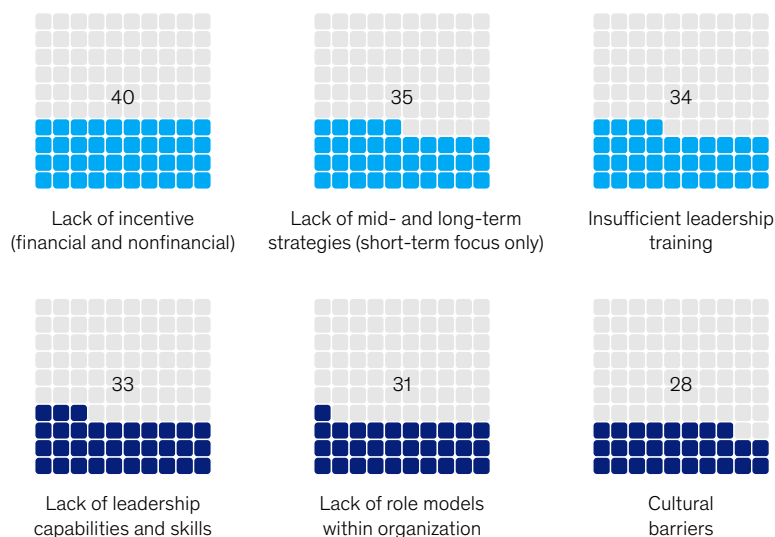 40
35
34
Lack of incentive
(financial and nonfinancial)
Lack of mid- and long-term
strategies (short-term focus only)
Insufficient leadership
training
33
31
28
Lack of leadership
capabilities and skills
Lack of role models
within organization
Cultural
barriers